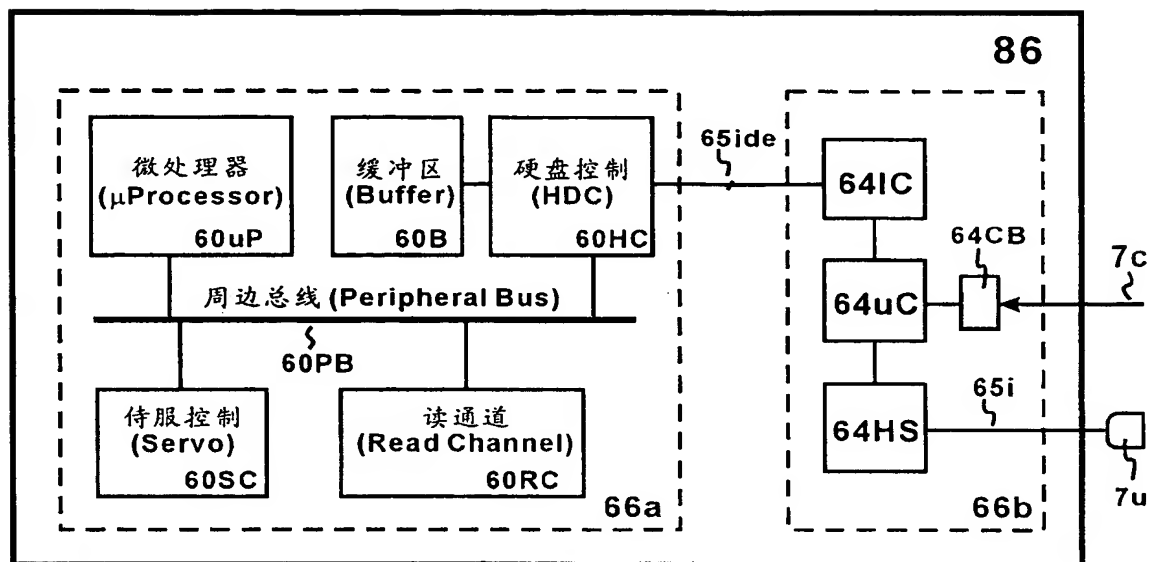 86
微处理器
(μProcessor)
60uP
缓冲区
(Buffer)
60B
硬盘控制
(HDC)
60HC
65ide
64IC
64CB
7c
64uC
周边总线(Peripheral Bus)
60PB
侍服控制
(Servo)
60SC
读通道
(Read Channel)
60RC
66a
64HS
65i
66b
7u